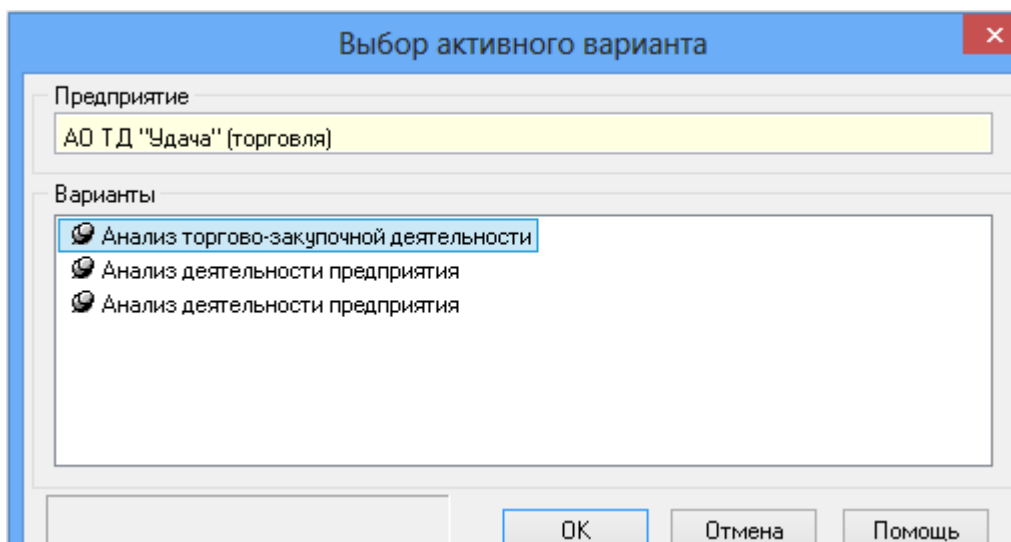 Выбор активного варианта
Предприятие
АО ТД "Удача" (торговля)
Варианты
Анализ торгово-закупочной деятельности
Анализ деятельности предприятия
Анализ деятельности предприятия
OK Отмена Помощь